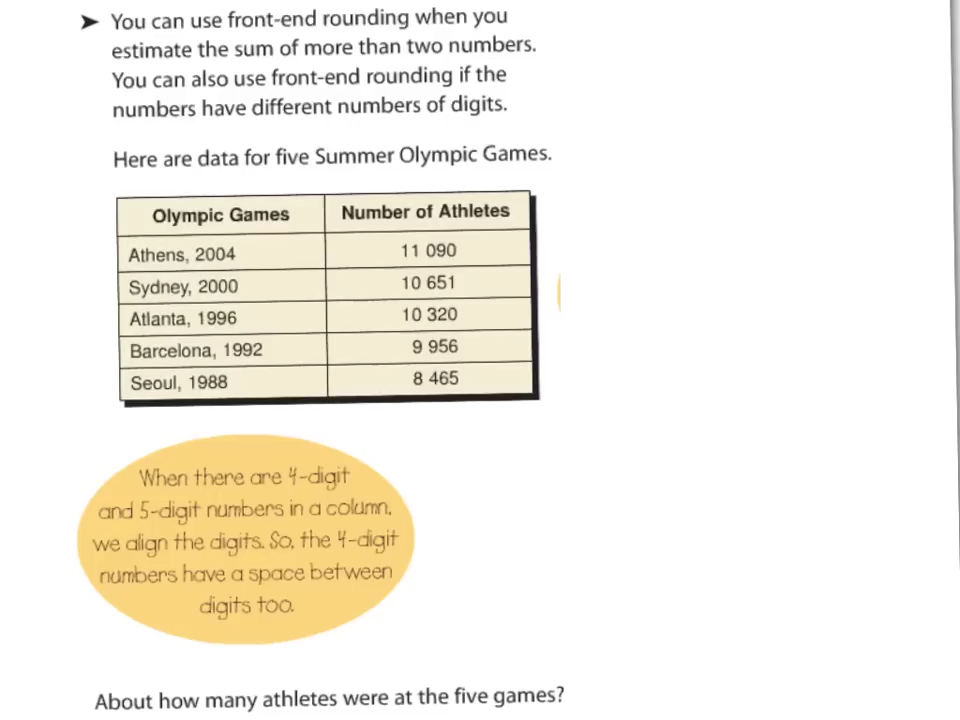 ➤ You can use front-end rounding when you
estimate the sum of more than two numbers.
You can also use front-end rounding if the
numbers have different numbers of digits.
Here are data for five Summer Olympic Games.
Olympic Games Number of Athletes
Athens, 2004 11 090
Sydney, 2000 10 651
Atlanta, 1996 10 320
Barcelona, 1992 9 956
Seoul, 1988 8 465
When there are 4-digit
and 5-digit numbers in a column,
we align the digits. So, the 4-digit
numbers have a space between
digits too.
About how many athletes were at the five games?